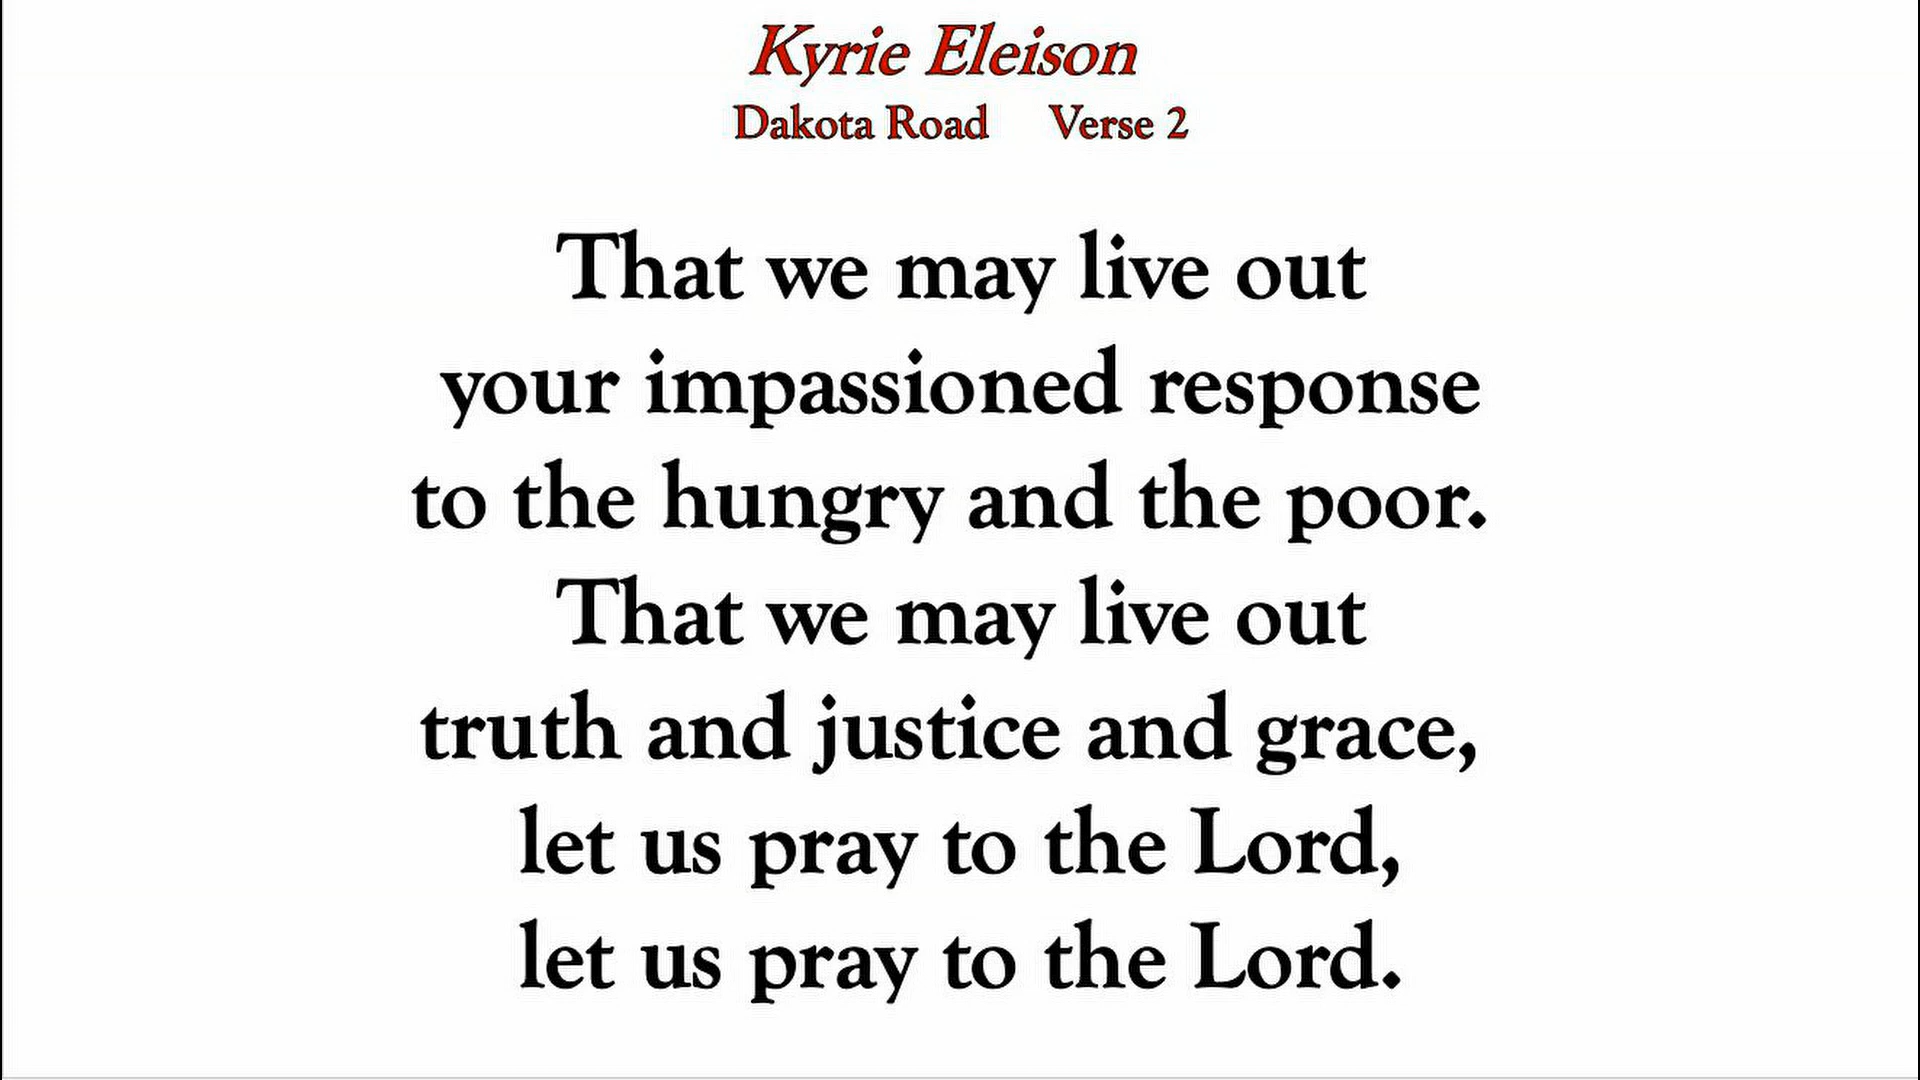 Kyrie Eleison
Dakota Road Verse 2
That we may live out
your impassioned response
to the hungry and the poor.
That we may live out
truth and justice and grace,
let us pray to the Lord,
let us pray to the Lord.